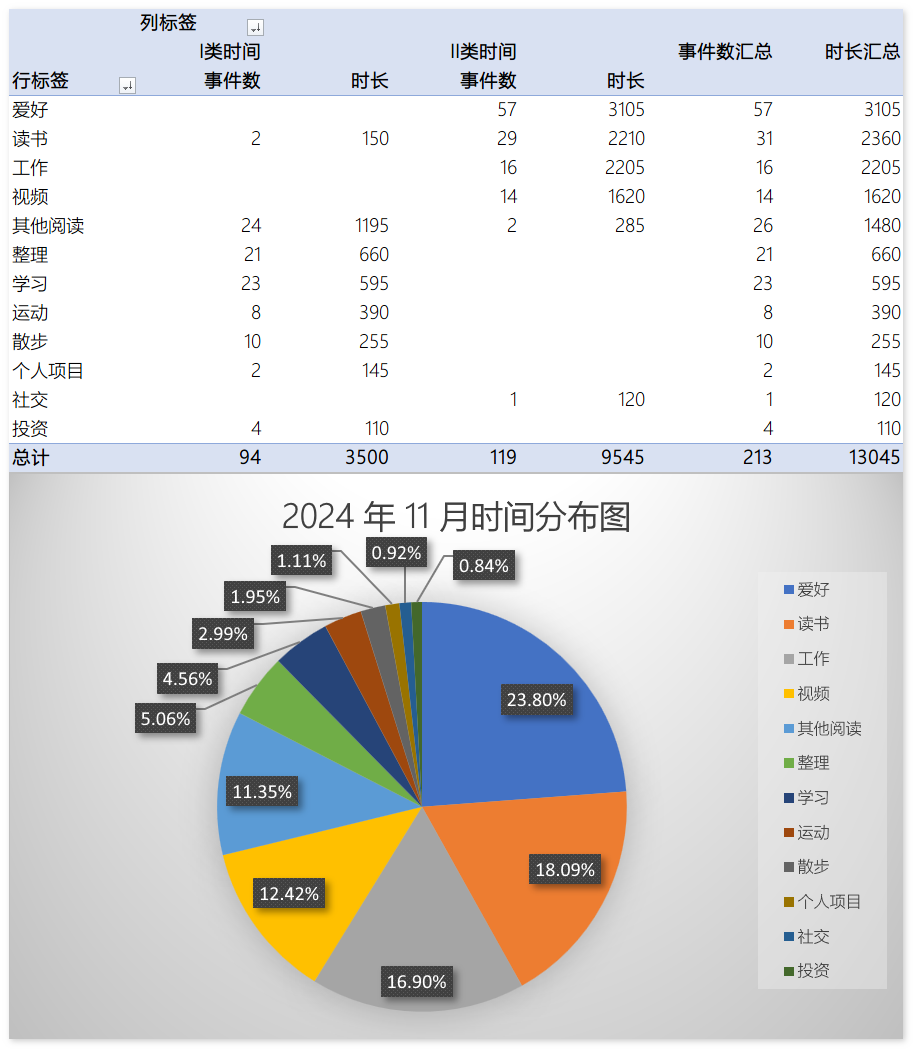 列标签
I类时间 II类时间 事件数汇总 时长汇总
行标签 事件数 时长 事件数 时长
爱好 57 3105 57 3105
读书 2 150 29 2210 31 2360
工作 16 2205 16 2205
视频 14 1620 14 1620
其他阅读 24 1195 2 285 26 1480
整理 21 660 21 660
学习 23 595 23 595
运动 8 390 8 390
散步 10 255 10 255
个人项目 2 145 2 145
社交 1 120 1 120
投资 4 110 4 110
总计 94 3500 119 9545 213 13045
2024 年 11 月时间分布图
0.92%
1.11%
0.84%
1.95%
2.99%
4.56%
5.06%
23.80%
11.35%
18.09%
12.42%
16.90%
爱好
读书
工作
视频
其他阅读
整理
学习
运动
散步
个人项目
社交
投资